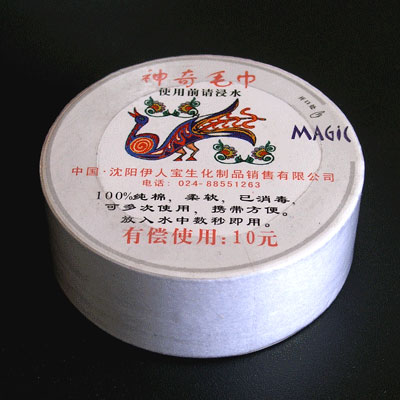 神奇毛巾
使用前请浸水
开口处
MAGIC
中国·沈阳伊人宝生化制品销售有限公司
电话: 024-88551263
100%纯棉，柔软，已消毒，
可多次使用，携带方便。
放入水中数秒即用。
有偿使用:10元